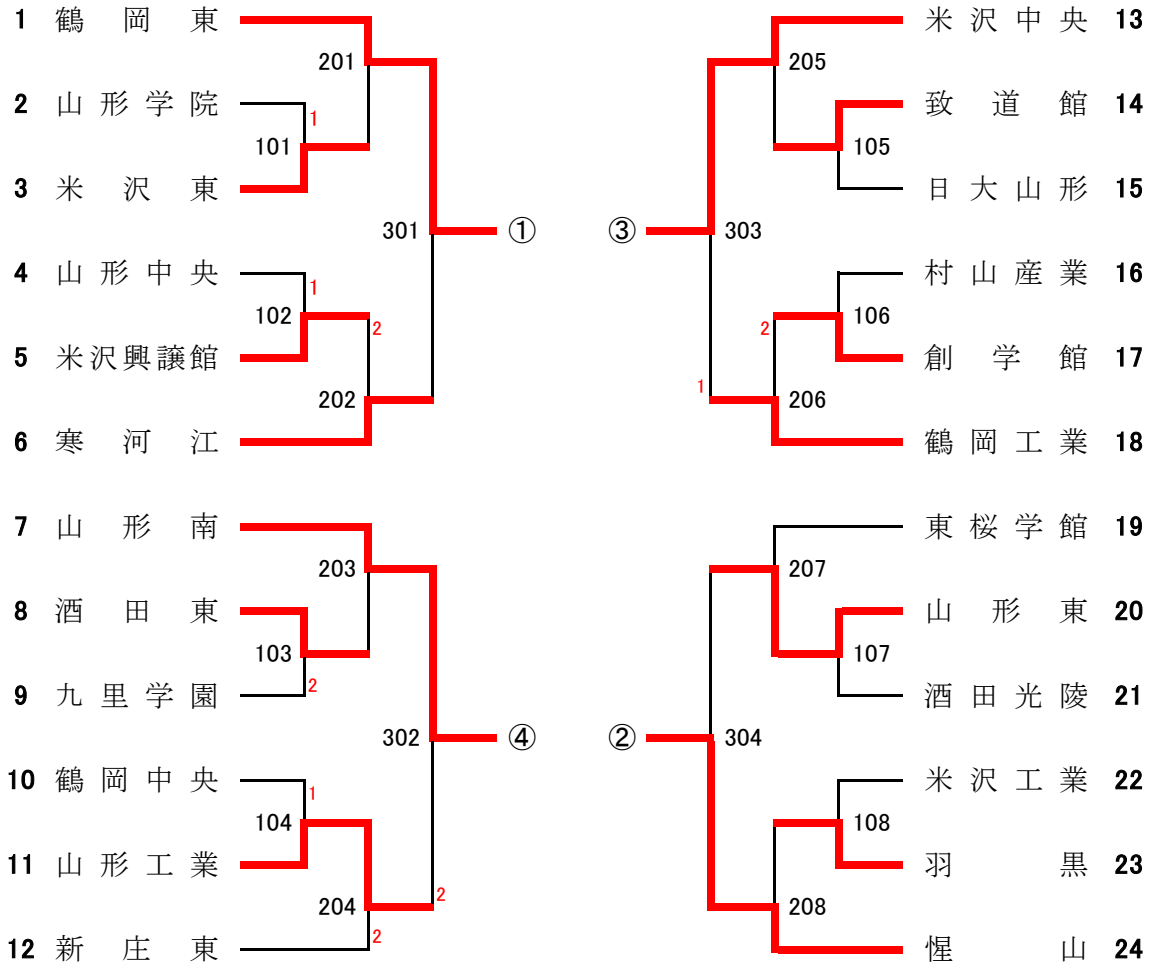 1 鶴岡東
201
2 山形学院
1
101
3 米沢東
301
①
4 山形中央
1
102
2
5 米沢興譲館
202
6 寒河江
7 山形南
203
8 酒田東
103
9 九里学園
2
302
④
10 鶴岡中央
1
104
11 山形工業
2
204
2
12 新庄東
米沢中央 13
205
致道館 14
105
日大山形 15
③
303
村山産業 16
2
106
創学館 17
1
206
鶴岡工業 18
東桜学館 19
207
山形東 20
107
酒田光陵 21
②
304
米沢工業 22
108
羽黒 23
208
惺山 24